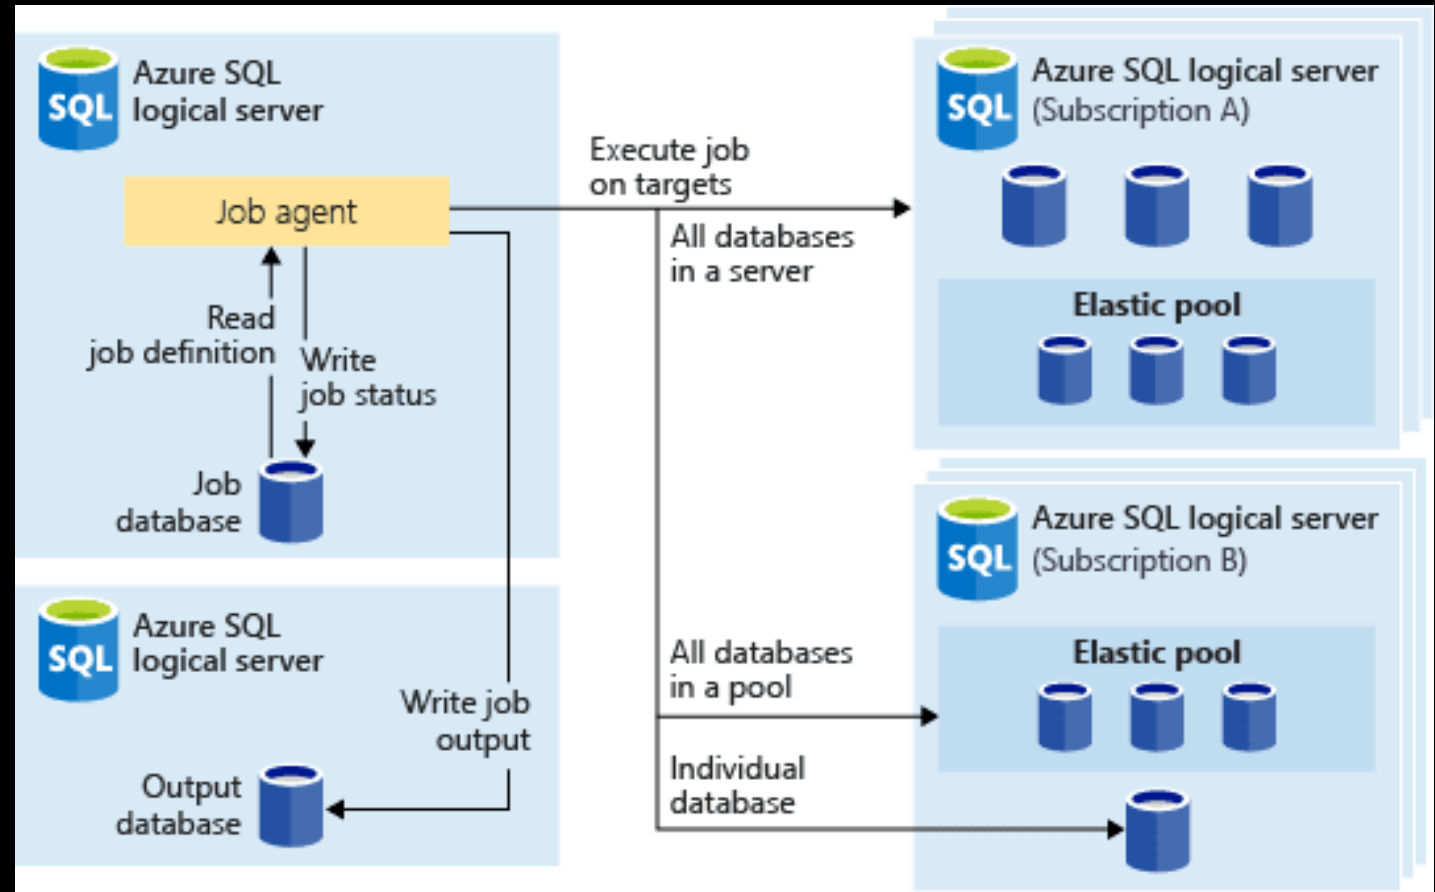 SQL
Azure SQL
logical server
Job agent
Read
job definition
Write
job status
Job
database
SQL
Azure SQL
logical server
Write job
output
Output
database
Execute job
on targets
All databases
in a server
All databases
in a pool
Individual
database
SQL
Azure SQL logical server
(Subscription A)
Elastic pool
SQL
Azure SQL logical server
(Subscription B)
Elastic pool